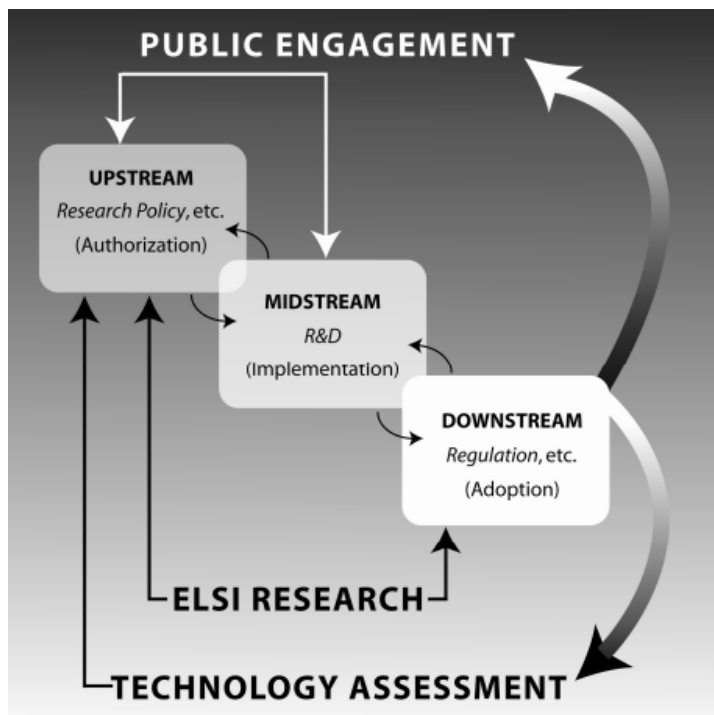 PUBLIC ENGAGEMENT
UPSTREAM
Research Policy, etc.
(Authorization)
MIDSTREAM
R&D
(Implementation)
DOWNSTREAM
Regulation, etc.
(Adoption)
ELSI RESEARCH
TECHNOLOGY ASSESSMENT